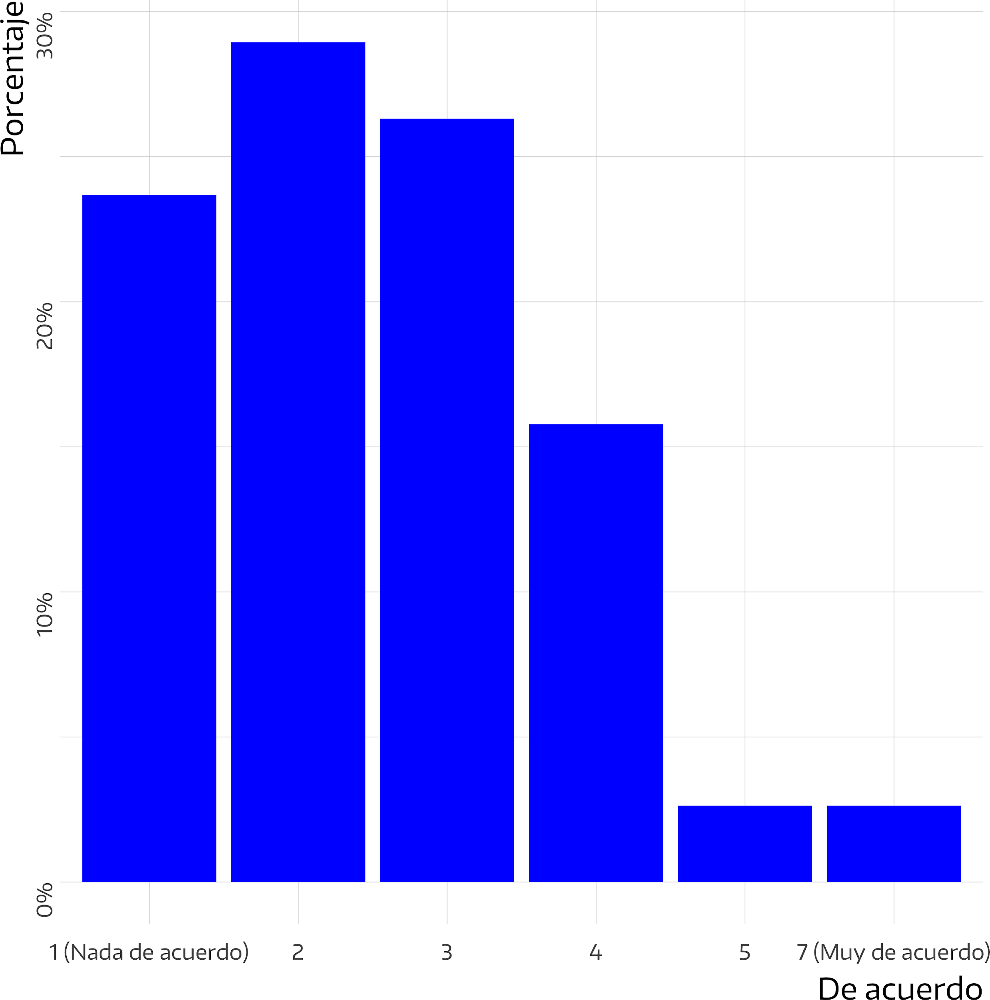 Porcentaje
30%
20%
10%
0%
1 (Nada de acuerdo) 2 3 4 5 7 (Muy de acuerdo)
De acuerdo